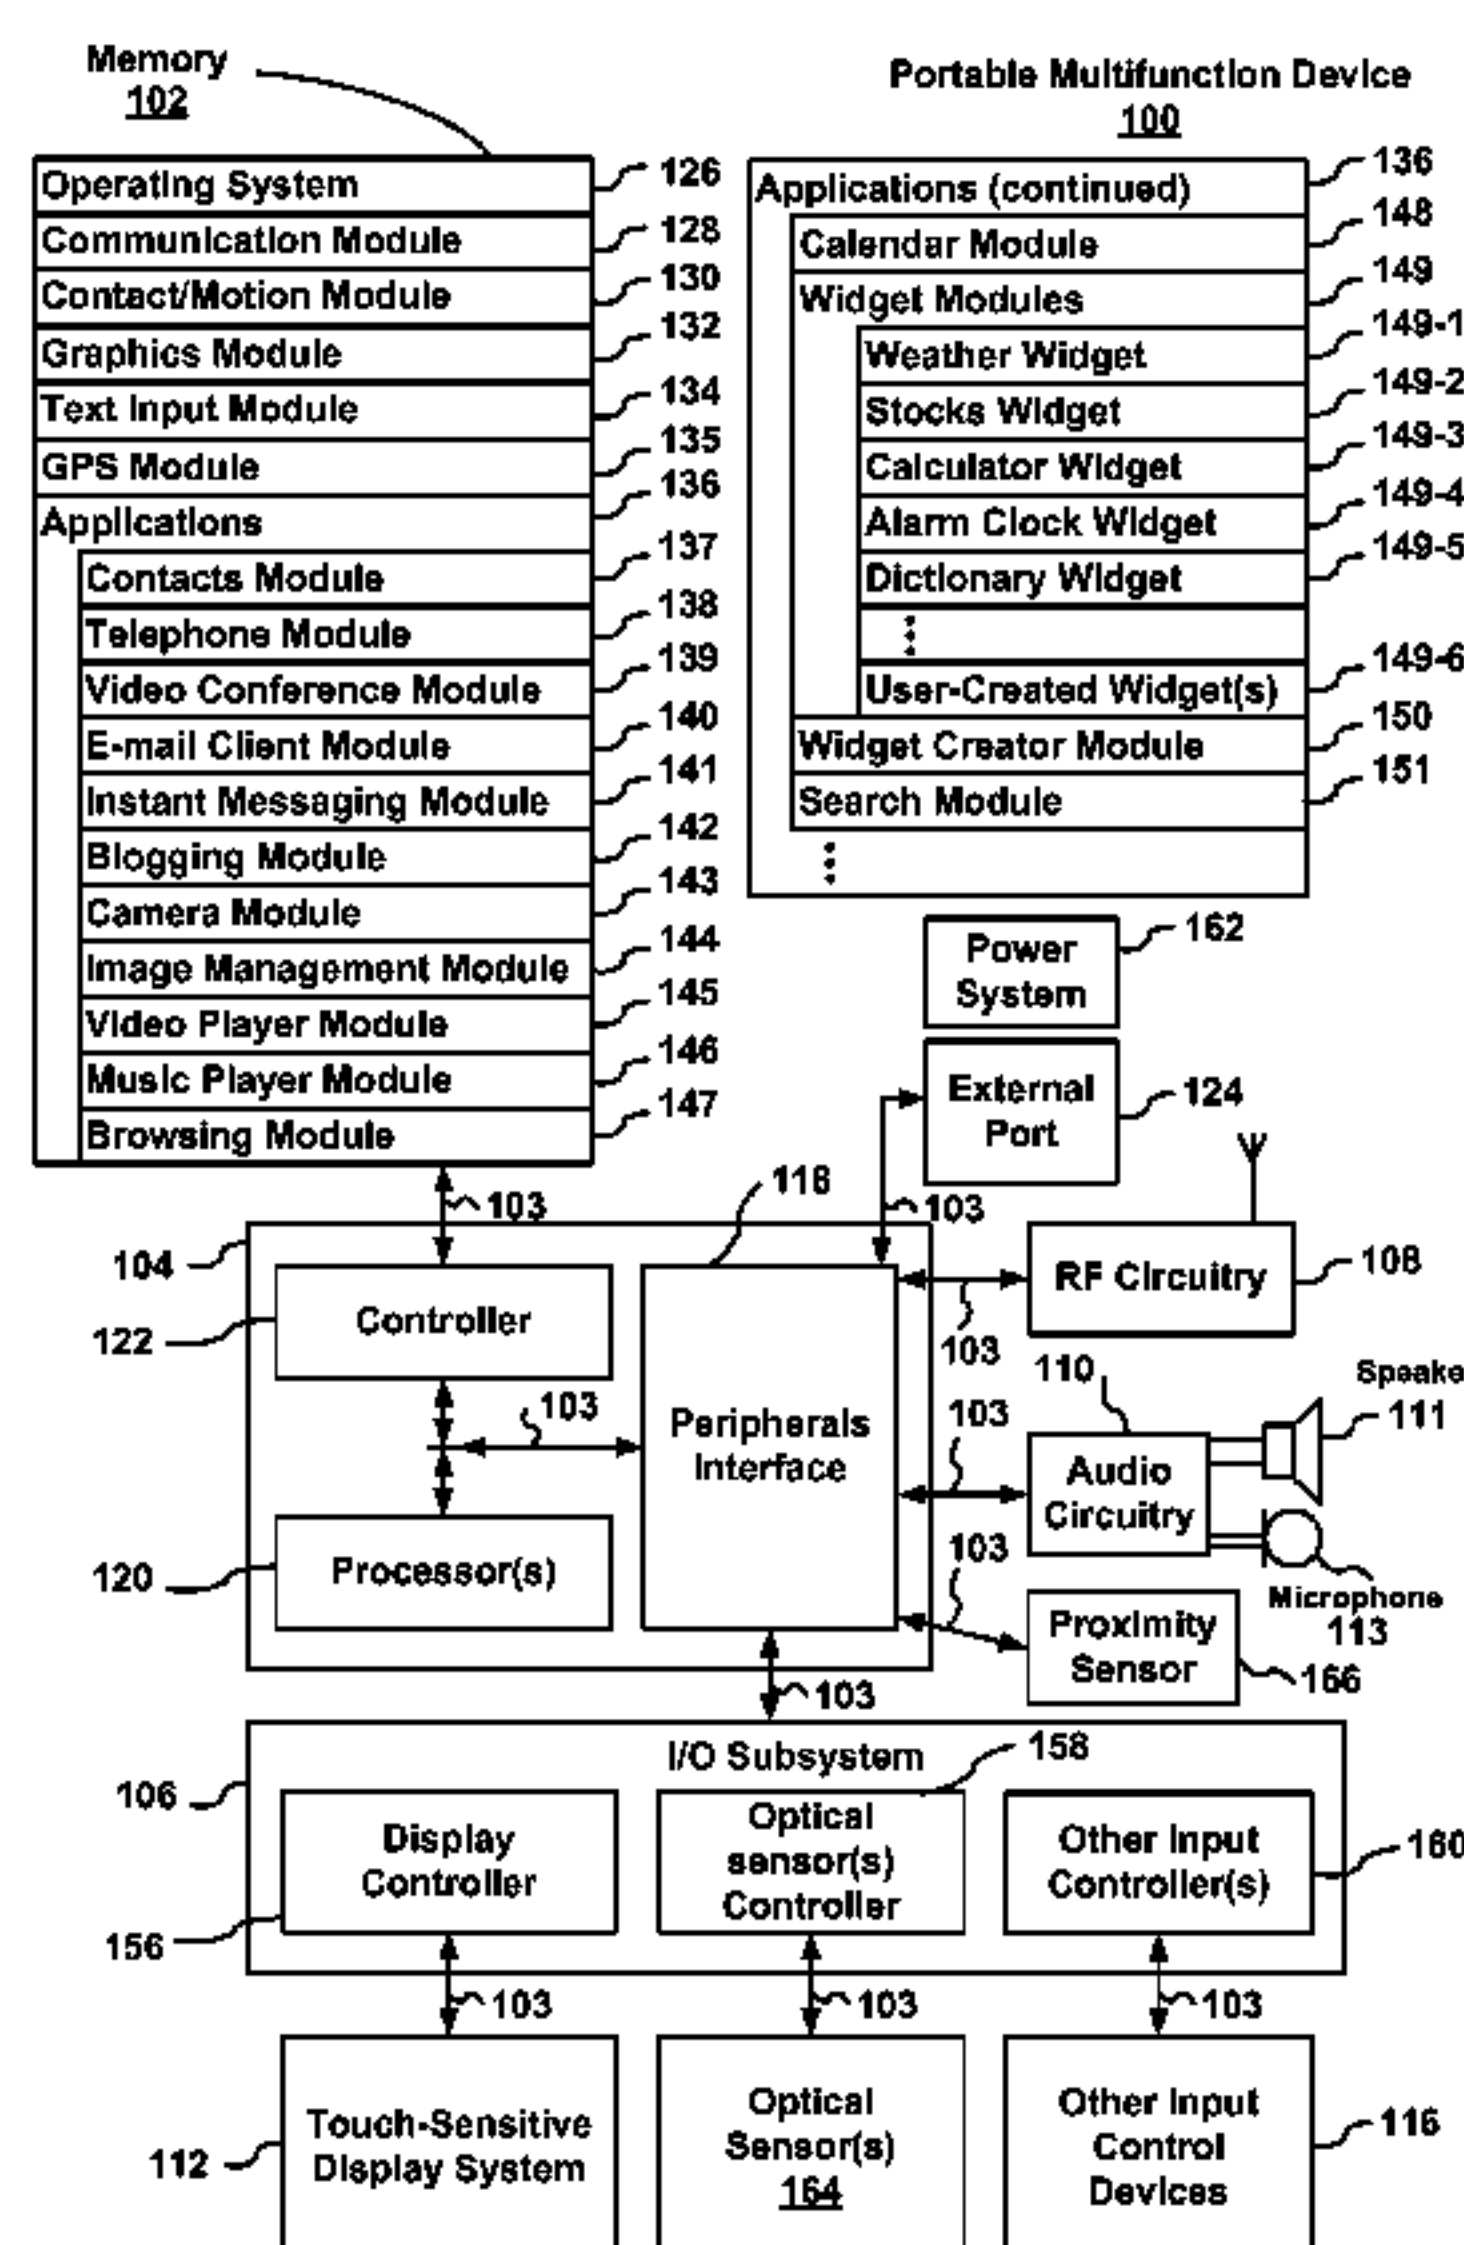 Memory
102
Portable Multifunction Device
100
Operating System 126
Communication Module 128
Contact/Motion Module 130
Graphics Module 132
Text Input Module 134
GPS Module 135
Applications 136
Contacts Module 137
Telephone Module 138
Video Conference Module 139
E-mail Client Module 140
Instant Messaging Module 141
Blogging Module 142
Camera Module 143
Image Management Module 144
Video Player Module 145
Music Player Module 146
Browsing Module 147
Applications (continued) 136
Calendar Module 148
Widget Modules 149
Weather Widget 149-1
Stocks Widget 149-2
Calculator Widget 149-3
Alarm Clock Widget 149-4
Dictionary Widget 149-5
User-Created Widget(s) 149-6
Widget Creator Module 150
Search Module 151
Power
System
162
External
Port
124
103
118
103
104
Controller
122
RF Circuitry
108
103
103
Peripherals
Interface
110
Speake
111
103
Audio
Circuitry
103
Microphone
113
Processor(s)
120
Proximity
Sensor
166
103
I/O Subsystem
158
106
Display
Controller
156
Optical
sensor(s)
Controller
Other Input
Controller(s)
160
103
103
103
Touch-Sensitive
Display System
112
Optical
Sensor(s)
164
Other Input
Control
Devices
116